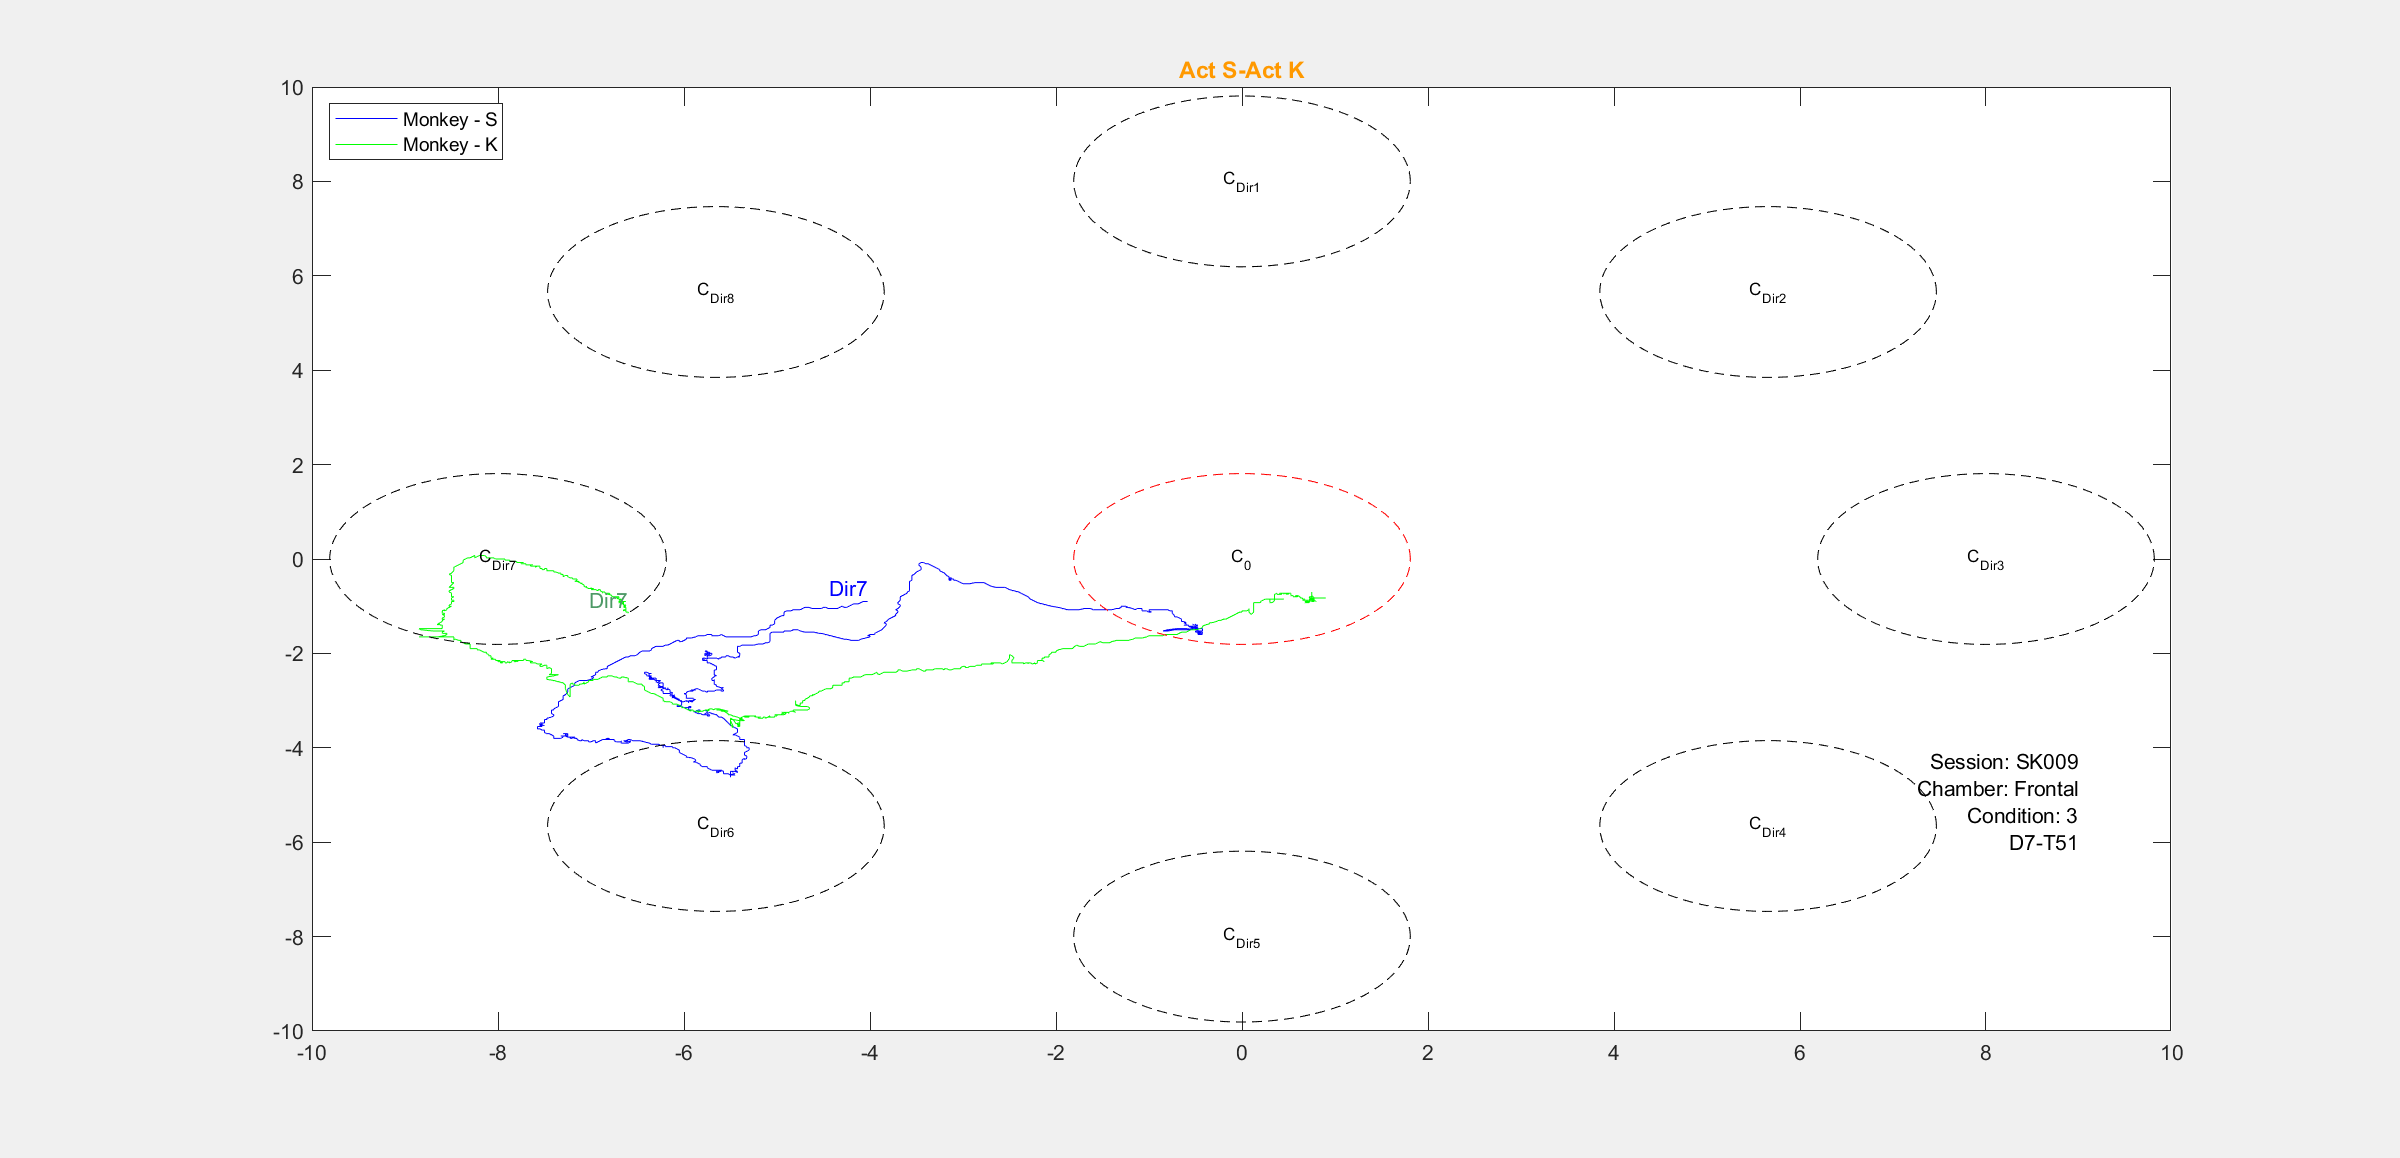 Act S-Act K
10
8
6
4
2
0
-2
-4
-6
-8
-10
-10 -8 -6 -4 -2 0 2 4 6 8 10
Monkey - S
Monkey - K
C_Dir1
C_Dir8
C_Dir2
C_Dir7
C_0
C_Dir3
Dir7
Dir7
C_Dir6
C_Dir4
C_Dir5
Session: SK009
Chamber: Frontal
Condition: 3
D7-T51